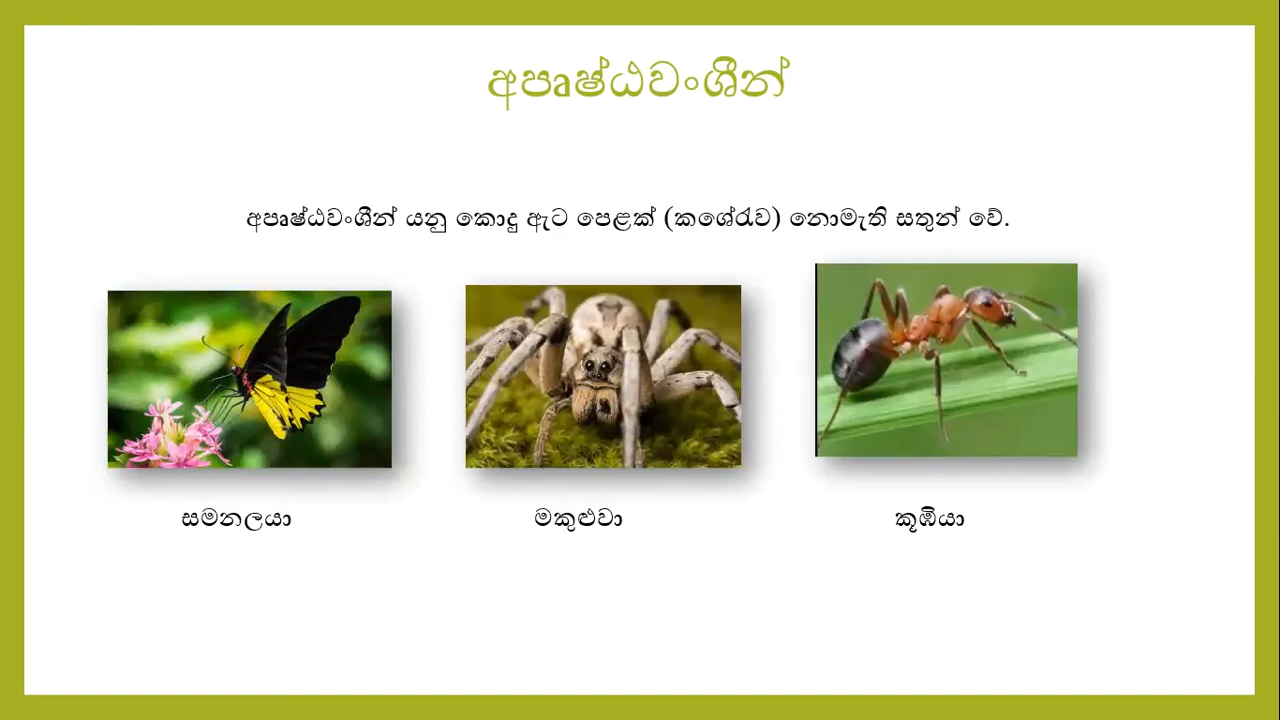 අපෘෂ්ඨවංශීන්
අපෘෂ්ඨවංශීන් යනු කොදු ඇට පෙළක් (කශේරැව) නොමැති සතුන් වේ.
සමනලයා
මකුළුවා
කූඹියා